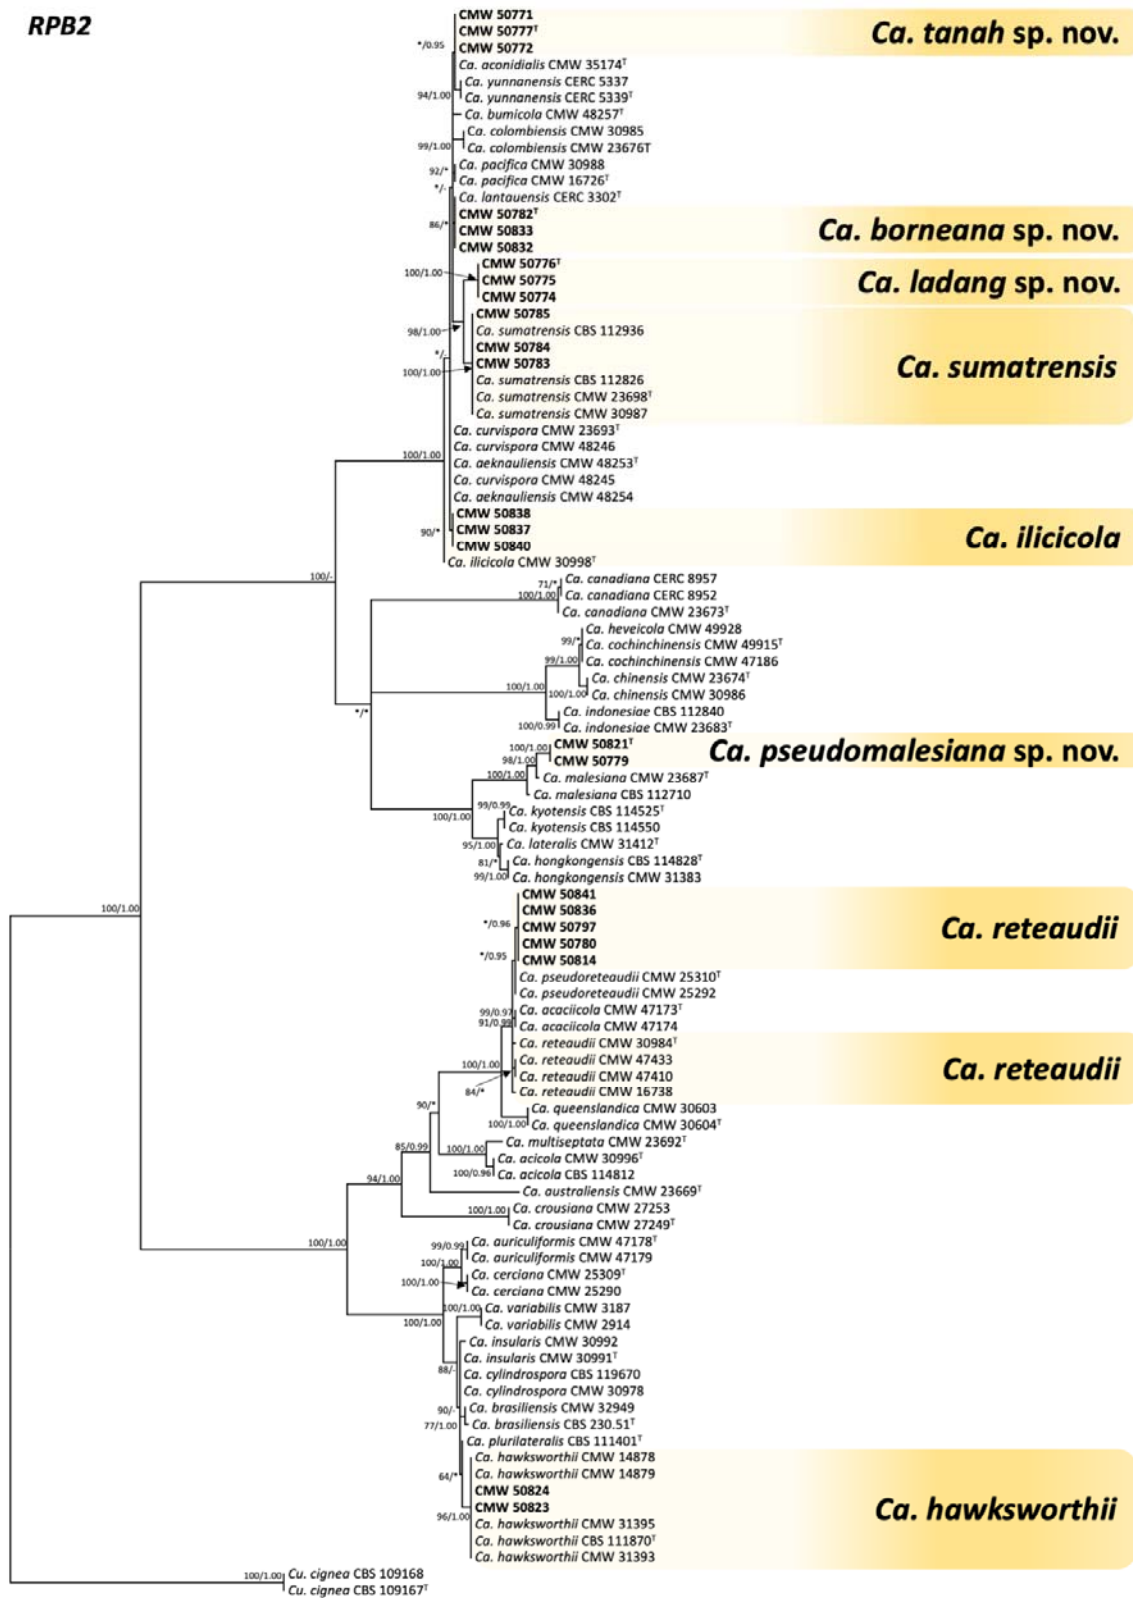 RPB2
CMW 50771
CMW 50777ᵀ
CMW 50772
Ca. tanah sp. nov.
*/0.95
Ca. aconidialis CMW 35174ᵀ
Ca. yunnanensis CERC 5337
94/1.00
Ca. yunnanensis CERC 5339ᵀ
Ca. bumicola CMW 48257ᵀ
Ca. colombiensis CMW 30985
99/1.00
Ca. colombiensis CMW 23676T
Ca. pacifica CMW 30988
92/*
Ca. pacifica CMW 16726ᵀ
*/-
Ca. lantauensis CERC 3302ᵀ
CMW 50782ᵀ
86/*
CMW 50833
CMW 50832
Ca. borneana sp. nov.
CMW 50776ᵀ
100/1.00
CMW 50775
CMW 50774
Ca. ladang sp. nov.
CMW 50785
98/1.00
Ca. sumatrensis CBS 112936
CMW 50784
*/-
CMW 50783
100/1.00
Ca. sumatrensis CBS 112826
Ca. sumatrensis CMW 23698ᵀ
Ca. sumatrensis CMW 30987
Ca. sumatrensis
Ca. curvispora CMW 23693ᵀ
Ca. curvispora CMW 48246
100/1.00
Ca. aeknauliensis CMW 48253ᵀ
Ca. curvispora CMW 48245
Ca. aeknauliensis CMW 48254
CMW 50838
90/*
CMW 50837
CMW 50840
Ca. ilicicola CMW 30998ᵀ
Ca. ilicicola
100/-
71/*
Ca. canadiana CERC 8957
100/1.00
Ca. canadiana CERC 8952
Ca. canadiana CMW 23673ᵀ
Ca. heveicola CMW 49928
99/*
Ca. cochinchinensis CMW 49915ᵀ
99/1.00
Ca. cochinchinensis CMW 47186
Ca. chinensis CMW 23674ᵀ
100/1.00
100/1.00
Ca. chinensis CMW 30986
*/*
Ca. indonesiae CBS 112840
100/0.99
Ca. indonesiae CMW 23683ᵀ
100/1.00
CMW 50821ᵀ
98/1.00
CMW 50779
Ca. pseudomalesiana sp. nov.
100/1.00
Ca. malesiana CMW 23687ᵀ
Ca. malesiana CBS 112710
99/0.99
Ca. kyotensis CBS 114525ᵀ
100/1.00
Ca. kyotensis CBS 114550
95/1.00
Ca. lateralis CMW 31412ᵀ
81/*
Ca. hongkongensis CBS 114828ᵀ
99/1.00
Ca. hongkongensis CMW 31383
100/1.00
CMW 50841
*/0.96
CMW 50836
CMW 50797
*/0.95
CMW 50780
CMW 50814
Ca. reteaudii
Ca. pseudoreteaudii CMW 25310ᵀ
Ca. pseudoreteaudii CMW 25292
99/0.97
Ca. acaciicola CMW 47173ᵀ
91/0.99
Ca. acaciicola CMW 47174
Ca. reteaudii CMW 30984ᵀ
100/1.00
Ca. reteaudii CMW 47433
Ca. reteaudii CMW 47410
84/*
Ca. reteaudii CMW 16738
Ca. reteaudii
90/*
Ca. queenslandica CMW 30603
100/1.00
Ca. queenslandica CMW 30604ᵀ
85/0.99
100/1.00
Ca. multiseptata CMW 23692ᵀ
Ca. acicola CMW 30996ᵀ
100/0.96
Ca. acicola CBS 114812
94/1.00
Ca. australiensis CMW 23669ᵀ
100/1.00
Ca. crousiana CMW 27253
Ca. crousiana CMW 27249ᵀ
100/1.00
99/0.99
Ca. auriculiformis CMW 47178ᵀ
100/1.00
Ca. auriculiformis CMW 47179
Ca. cerciana CMW 25309ᵀ
100/1.00
Ca. cerciana CMW 25290
100/1.00
100/1.00
Ca. variabilis CMW 3187
Ca. variabilis CMW 2914
Ca. insularis CMW 30992
Ca. insularis CMW 30991ᵀ
88/-
Ca. cylindrospora CBS 119670
Ca. cylindrospora CMW 30978
90/-
Ca. brasiliensis CMW 32949
77/1.00
Ca. brasiliensis CBS 230.51ᵀ
Ca. plurilateralis CBS 111401ᵀ
Ca. hawksworthii CMW 14878
64/*
Ca. hawksworthii CMW 14879
CMW 50824
CMW 50823
96/1.00
Ca. hawksworthii CMW 31395
Ca. hawksworthii CBS 111870ᵀ
Ca. hawksworthii CMW 31393
Ca. hawksworthii
100/1.00
Cu. cignea CBS 109168
Cu. cignea CBS 109167ᵀ